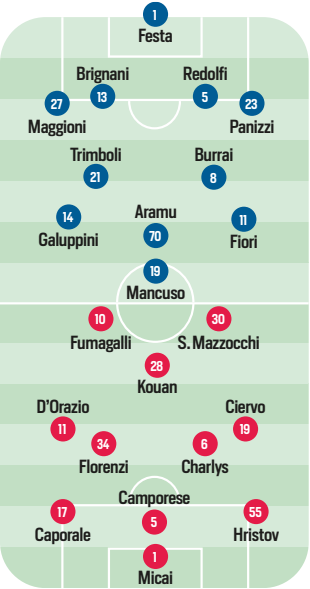 1
Festa
Brignani Redolfi
27 13 5 23
Maggioni Panizzi
Trimboli Burrai
21 8
14 Aramu 11
Galuppini 70 Fiori
19
Mancuso
10 30
Fumagalli S. Mazzocchi
28
Kouan
D'Orazio Ciervo
11 34 6 19
Florenzi Charlys
Camporese
17 5 55
Caporale Hristov
1
Micai